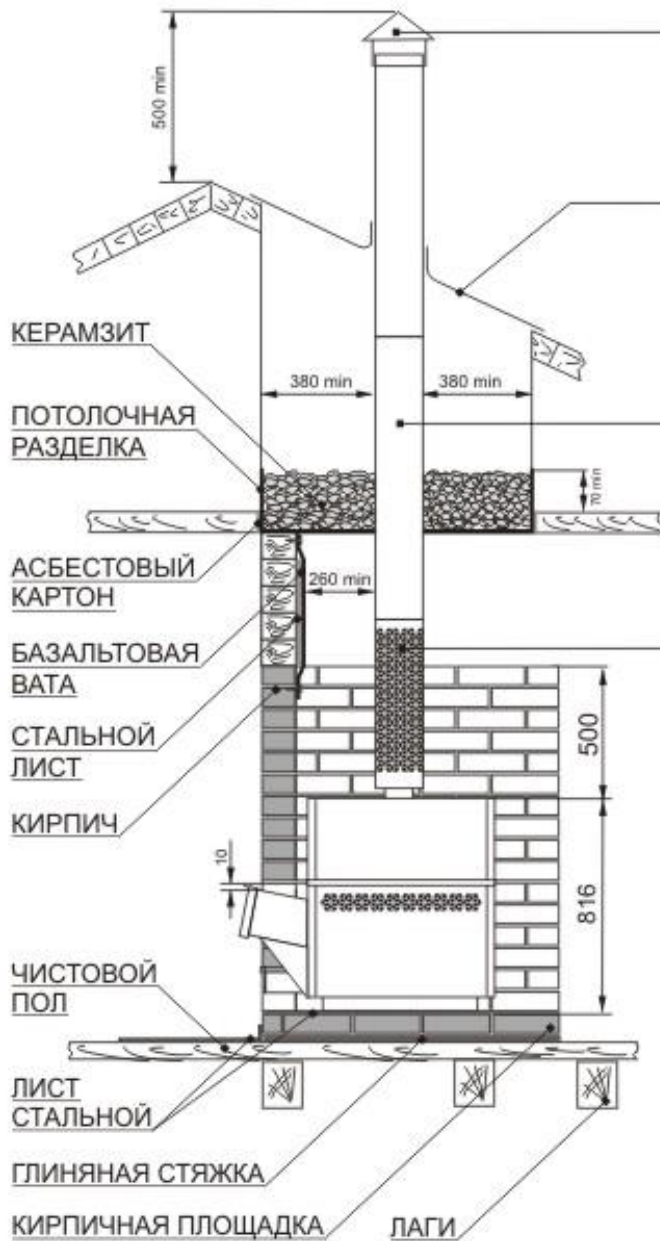 500 min
КЕРАМЗИТ
380 min
380 min
ПОТОЛОЧНАЯ
РАЗДЕЛКА
70 min
АСБЕСТОВЫЙ
КАРТОН
260 min
БАЗАЛЬТОВАЯ
ВАТА
500
СТАЛЬНОЙ
ЛИСТ
КИРПИЧ
10
816
ЧИСТОВОЙ
ПОЛ
ЛИСТ
СТАЛЬНОЙ
ГЛИНЯНАЯ СТЯЖКА
КИРПИЧНАЯ ПЛОЩАДКА
ЛАГИ